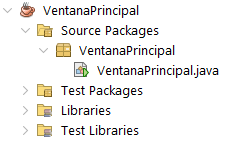 VentanaPrincipal
Source Packages
VentanaPrincipal
VentanaPrincipal.java
Test Packages
Libraries
Test Libraries